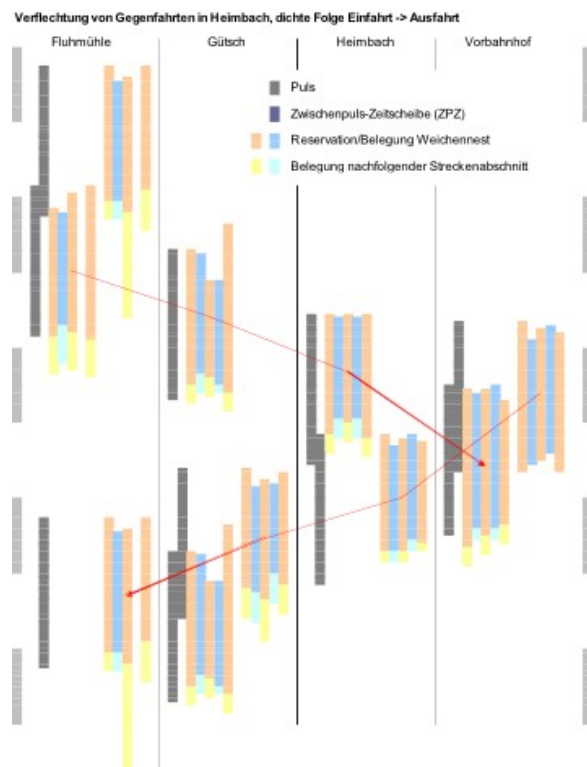 Verflechtung von Gegenfahrten in Heimbach, dichte Folge Einfahrt -> Ausfahrt
Fluhmühle Gütsch Heimbach Vorbahnhof
Puls
Zwischenpuls-Zeitscheibe (ZPZ)
Reservation/Belegung Weichennest
Belegung nachfolgender Streckenabschnitt